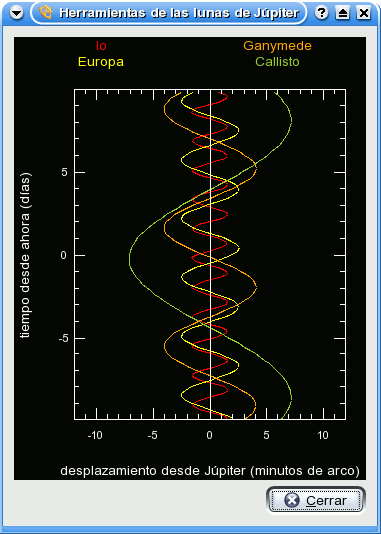 Herramientas de las lunas de Júpiter
Io
Ganymede
Europa
Callisto
tiempo desde ahora (días)
5
0
-5
-10
-5
0
5
10
desplazamiento desde Júpiter (minutos de arco)
Cerrar